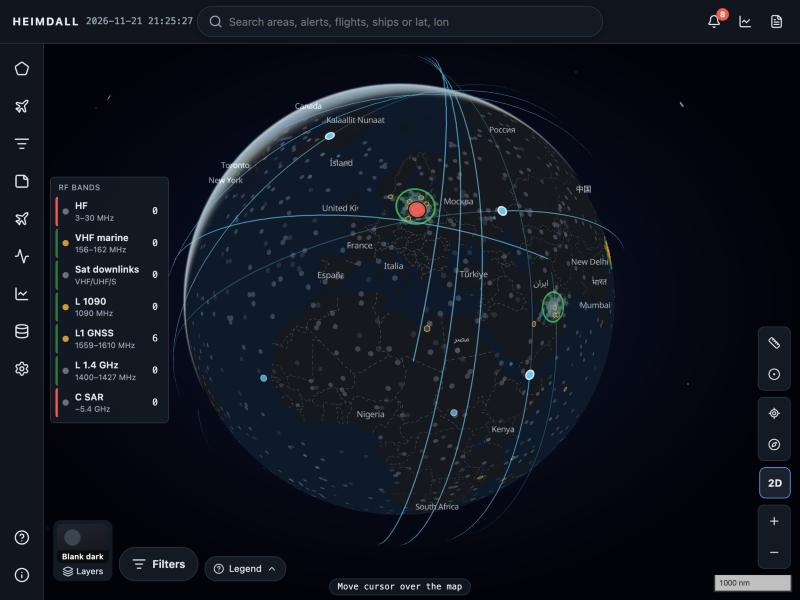 HEIMDALL 2026-11-21 21:25:27 Search areas, alerts, flights, ships or lat, lon 8
Canada
Kalaallit Nunaat
Россия
Ísland
Toronto
New York
中国
United Ki
Москва
France
Italia
España
Türkiye
New Delhi
ایران
भारत
Mumbai
مصر
Nigeria
Kenya
South Africa
RF BANDS
HF 0
3–30 MHz
VHF marine 0
156–162 MHz
Sat downlinks 0
VHF/UHF/S
L 1090 0
1090 MHz
L1 GNSS 6
1559–1610 MHz
L 1.4 GHz 0
1400–1427 MHz
C SAR 0
~5.4 GHz
2D
Blank dark
Layers
Filters
Legend
Move cursor over the map
1000 nm